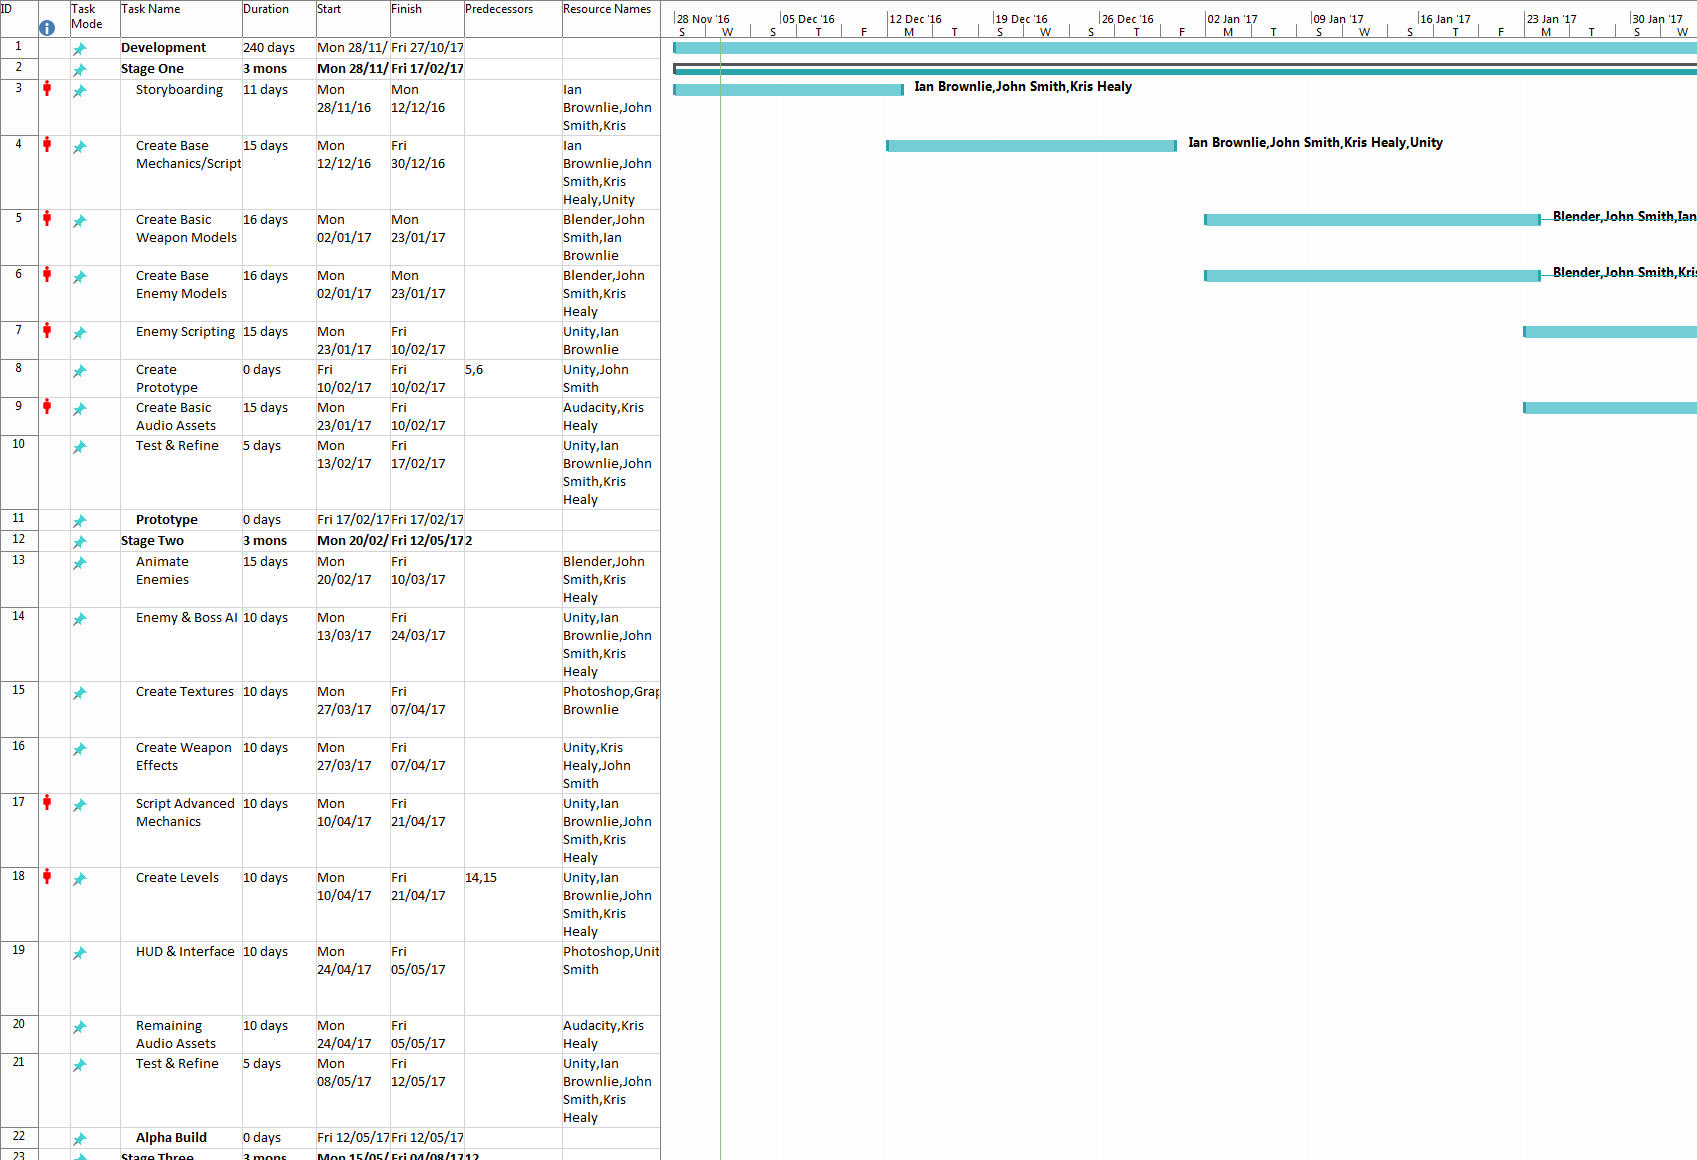 ID Task Mode Task Name Duration Start Finish Predecessors Resource Names
28 Nov '16 05 Dec '16 12 Dec '16 19 Dec '16 26 Dec '16 02 Jan '17 09 Jan '17 16 Jan '17 23 Jan '17 30 Jan '17
S W S T F M T S W S T F M T S W S T F M T S W
1 Development 240 days Mon 28/11/ Fri 27/10/17
2 Stage One 3 mons Mon 28/11/ Fri 17/02/17
3 Storyboarding 11 days Mon 28/11/16 Mon 12/12/16 Ian Brownlie,John Smith,Kris
Ian Brownlie,John Smith,Kris Healy
4 Create Base Mechanics/Script 15 days Mon 12/12/16 Fri 30/12/16 Ian Brownlie,John Smith,Kris Healy,Unity
Ian Brownlie,John Smith,Kris Healy,Unity
5 Create Basic Weapon Models 16 days Mon 02/01/17 Mon 23/01/17 Blender,John Smith,Ian Brownlie
Blender,John Smith,Ian
6 Create Base Enemy Models 16 days Mon 02/01/17 Mon 23/01/17 Blender,John Smith,Kris Healy
Blender,John Smith,Kris
7 Enemy Scripting 15 days Mon 23/01/17 Fri 10/02/17 Unity,Ian Brownlie
8 Create Prototype 0 days Fri 10/02/17 Fri 10/02/17 5,6 Unity,John Smith
9 Create Basic Audio Assets 15 days Mon 23/01/17 Fri 10/02/17 Audacity,Kris Healy
10 Test & Refine 5 days Mon 13/02/17 Fri 17/02/17 Unity,Ian Brownlie,John Smith,Kris Healy
11 Prototype 0 days Fri 17/02/17 Fri 17/02/17
12 Stage Two 3 mons Mon 20/02/ Fri 12/05/17 2
13 Animate Enemies 15 days Mon 20/02/17 Fri 10/03/17 Blender,John Smith,Kris Healy
14 Enemy & Boss AI 10 days Mon 13/03/17 Fri 24/03/17 Unity,Ian Brownlie,John Smith,Kris Healy
15 Create Textures 10 days Mon 27/03/17 Fri 07/04/17 Photoshop,Grap Brownlie
16 Create Weapon Effects 10 days Mon 27/03/17 Fri 07/04/17 Unity,Kris Healy,John Smith
17 Script Advanced Mechanics 10 days Mon 10/04/17 Fri 21/04/17 Unity,Ian Brownlie,John Smith,Kris Healy
18 Create Levels 10 days Mon 10/04/17 Fri 21/04/17 14,15 Unity,Ian Brownlie,John Smith,Kris Healy
19 HUD & Interface 10 days Mon 24/04/17 Fri 05/05/17 Photoshop,Unit Smith
20 Remaining Audio Assets 10 days Mon 24/04/17 Fri 05/05/17 Audacity,Kris Healy
21 Test & Refine 5 days Mon 08/05/17 Fri 12/05/17 Unity,Ian Brownlie,John Smith,Kris Healy
22 Alpha Build 0 days Fri 12/05/17 Fri 12/05/17
23 Stage Three 3 mons Mon 15/05/ Fri 04/08/17 12